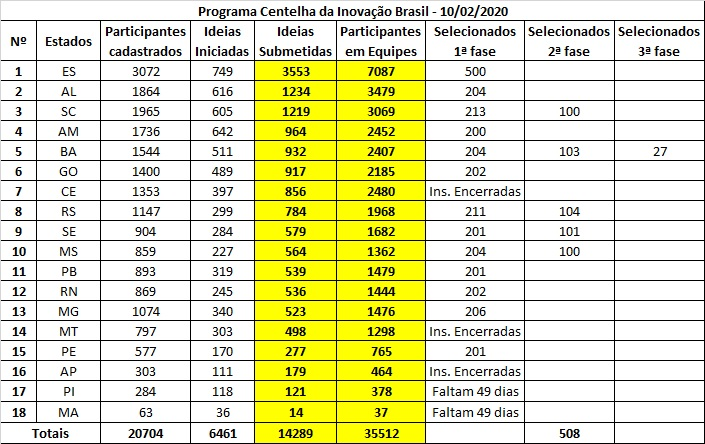 Programa Centelha da Inovação Brasil - 10/02/2020
Nº Estados Participantes cadastrados Ideias Iniciadas Ideias Submetidas Participantes em Equipes Selecionados 1ª fase Selecionados 2ª fase Selecionados 3ª fase
1 ES 3072 749 3553 7087 500
2 AL 1864 616 1234 3479 204
3 SC 1965 605 1219 3069 213 100
4 AM 1736 642 964 2452 200
5 BA 1544 511 932 2407 204 103 27
6 GO 1400 489 917 2185 202
7 CE 1353 397 856 2480 Ins. Encerradas
8 RS 1147 299 784 1968 211 104
9 SE 904 284 579 1682 201 101
10 MS 859 227 564 1362 204 100
11 PB 893 319 539 1479 201
12 RN 869 245 536 1444 202
13 MG 1074 340 523 1476 206
14 MT 797 303 498 1298 Ins. Encerradas
15 PE 577 170 277 765 201
16 AP 303 111 179 464 Ins. Encerradas
17 PI 284 118 121 378 Faltam 49 dias
18 MA 63 36 14 37 Faltam 49 dias
Totais 20704 6461 14289 35512 508